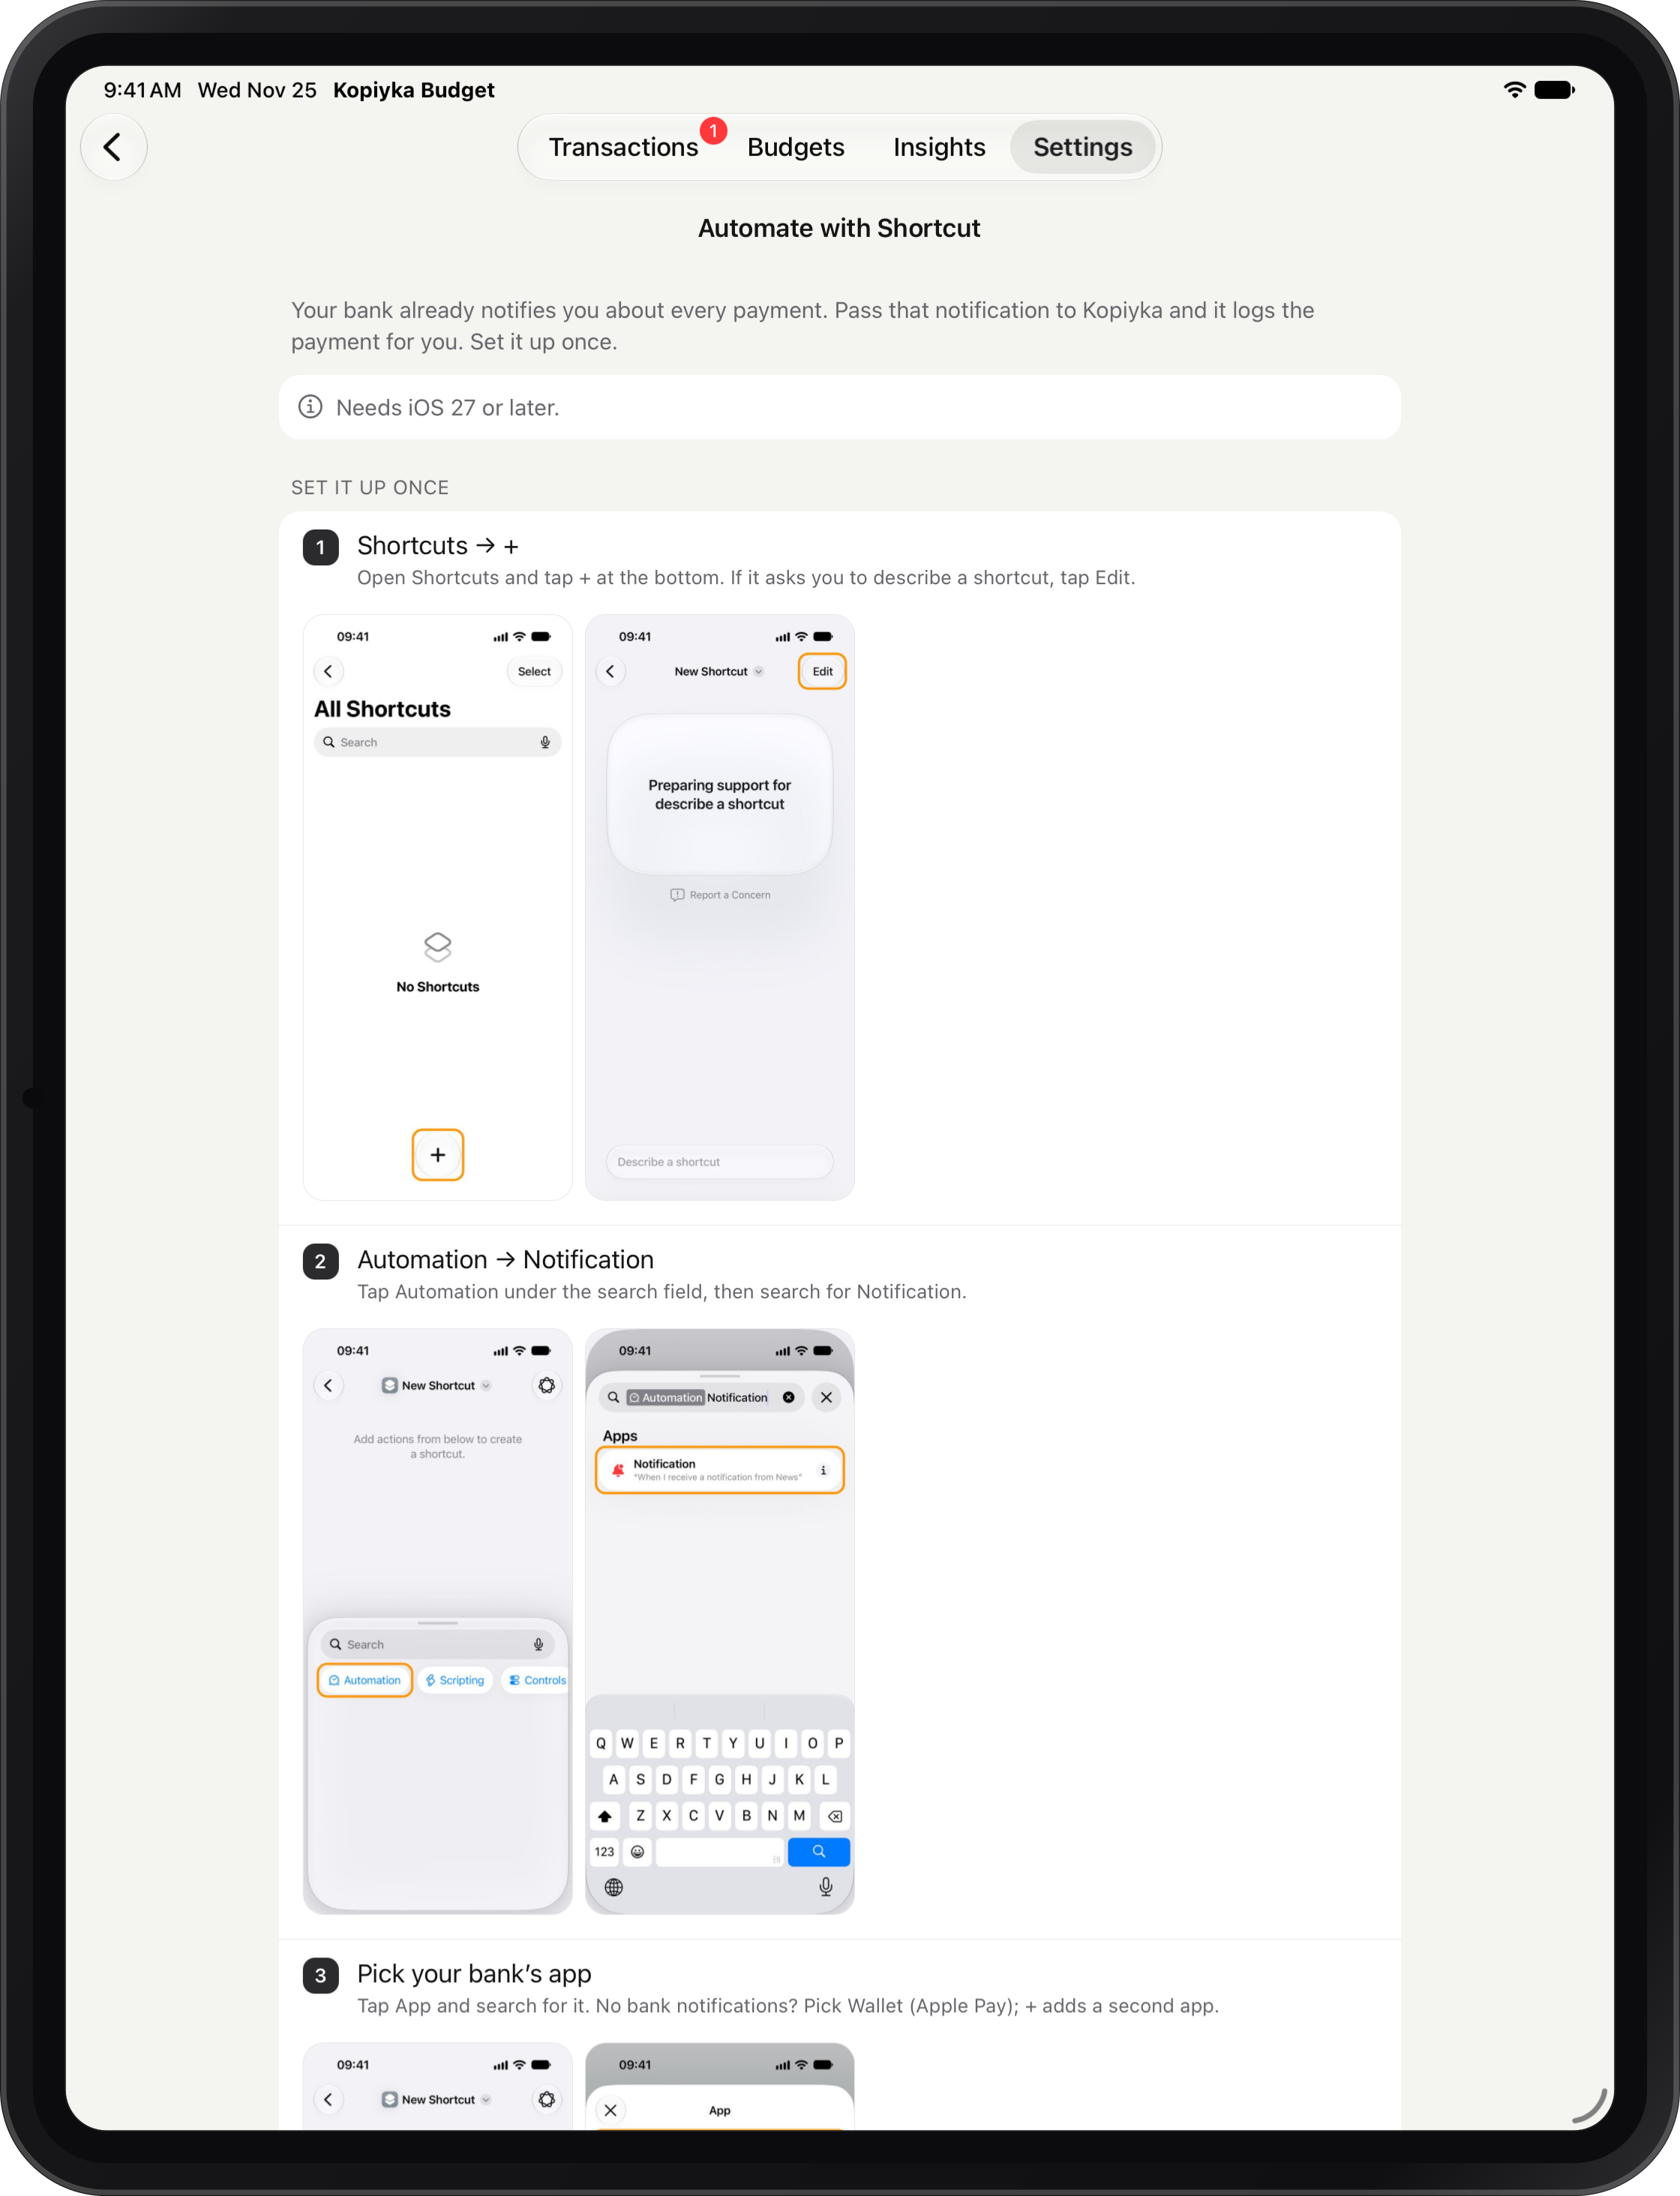 9:41 AM Wed Nov 25 Kopiyka Budget
Transactions 1 Budgets Insights Settings
Automate with Shortcut
Your bank already notifies you about every payment. Pass that notification to Kopiyka and it logs the
payment for you. Set it up once.
Needs iOS 27 or later.
SET IT UP ONCE
1 Shortcuts → +
Open Shortcuts and tap + at the bottom. If it asks you to describe a shortcut, tap Edit.
09:41
Select
All Shortcuts
Search
No Shortcuts
+
09:41
New Shortcut
Edit
Preparing support for
describe a shortcut
Report a Concern
Describe a shortcut
2 Automation → Notification
Tap Automation under the search field, then search for Notification.
09:41
New Shortcut
Add actions from below to create
a shortcut.
Search
Automation Scripting Controls
09:41
Automation Notification
Apps
Notification
"When I receive a notification from News"
Q W E R T Y U I O P
A S D F G H J K L
Z X C V B N M
123
EN
3 Pick your bank's app
Tap App and search for it. No bank notifications? Pick Wallet (Apple Pay); + adds a second app.
09:41
New Shortcut
09:41
App